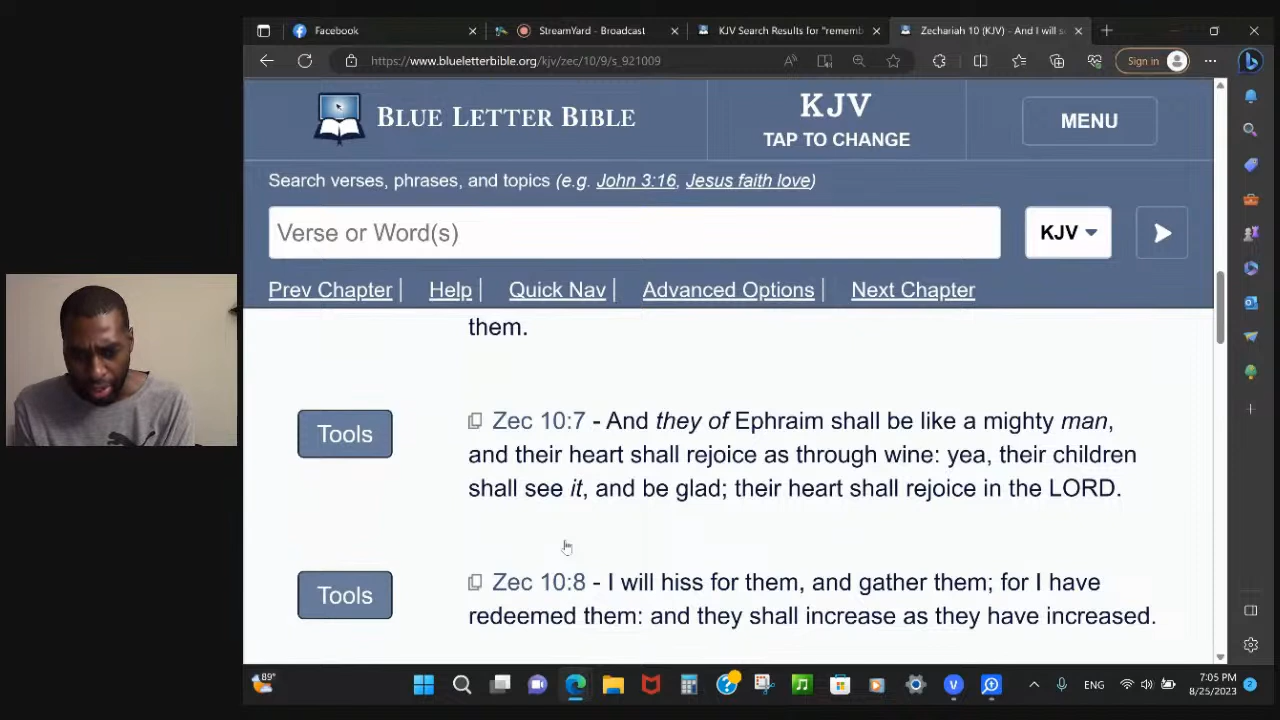 Facebook
StreamYard - Broadcast
KJV Search Results for "rememb
Zechariah 10 (KJV) - And I will s
https://www.blueletterbible.org/kjv/zec/10/9/s_921009
Sign in
BLUE LETTER BIBLE
KJV
TAP TO CHANGE
MENU
Search verses, phrases, and topics (e.g. John 3:16, Jesus faith love)
Verse or Word(s)
KJV
Prev Chapter| Help | Quick Nav | Advanced Options | Next Chapter
them.
Tools
Zec 10:7 - And they of Ephraim shall be like a mighty man,
and their heart shall rejoice as through wine: yea, their children
shall see it, and be glad; their heart shall rejoice in the LORD.
Tools
Zec 10:8 - I will hiss for them, and gather them; for I have
redeemed them: and they shall increase as they have increased.
89°
ENG
7:05 PM
8/25/2023
2